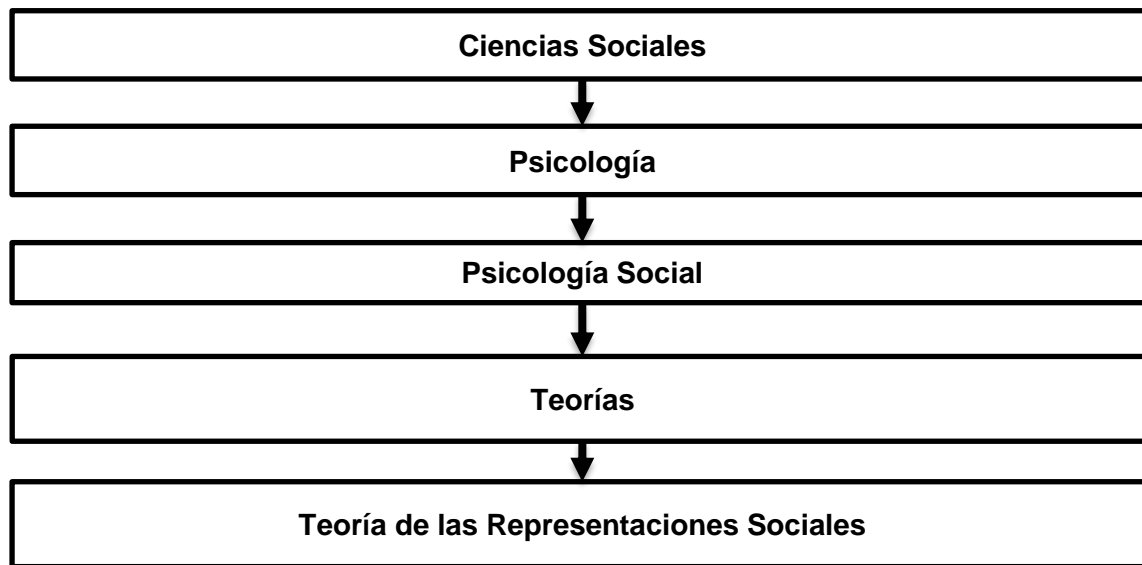 Ciencias Sociales
Psicología
Psicología Social
Teorías
Teoría de las Representaciones Sociales